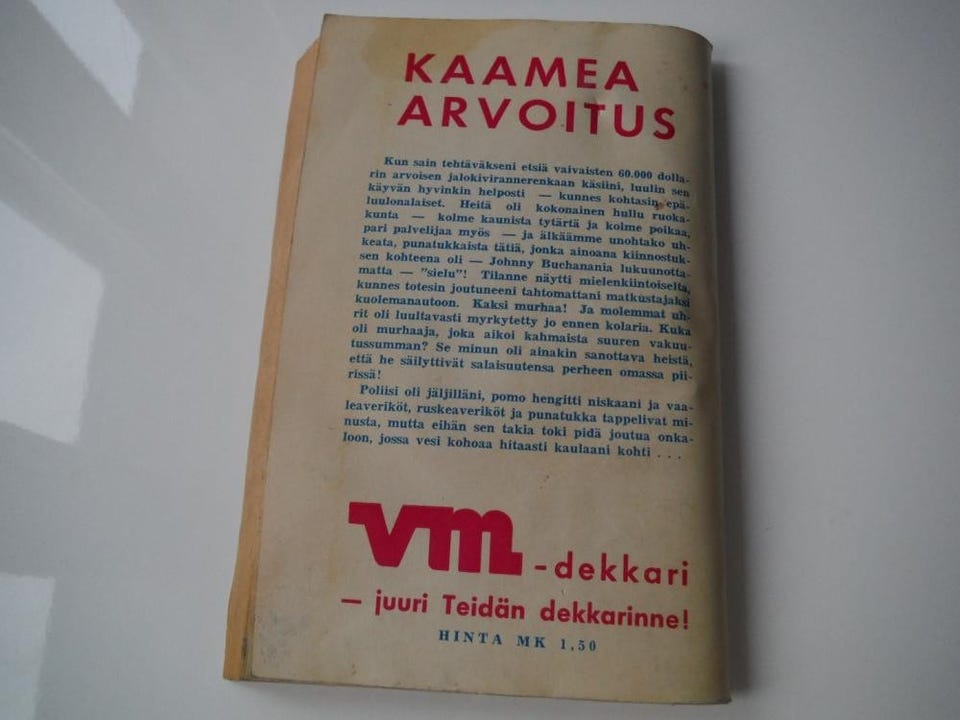 KAAMEA
ARVOITUS
Kun sain tehtäväkseni etsiä vaivaisten 60.000 dolla-
rin arvoisen jalokivirannerenkaan käsiini, luulin sen
käyvän hyvinkin helposti — kunnes kohtasin epä-
luulonalaiset. Heitä oli kokonainen hullu ruoka-
kunta — kolme kaunista tytärtä ja kolme poikaa,
pari palvelijaa myös — ja älkäämme unohtako uh-
keata, punatukkaista tätiä, jonka ainoana kiinnostuk-
sen kohteena oli — Johnny Buchanania lukuunotta-
matta — "sielu"! Tilanne näytti mielenkiintoiselta,
kunnes totesin joutuneeni tahtomattani matkustajaksi
kuolemanautoon. Kaksi murhaa! Ja molemmat uh-
rit oli luultavasti myrkytetty jo ennen kolaria. Kuka
oli murhaaja, joka aikoi kahmaista suuren vakuu-
tussumman? Se minun oli ainakin sanottava heistä,
että he säilyttivät salaisuutensa perheen omassa pii-
rissä!
Poliisi oli jäljilläni, pomo hengitti niskaani ja vaa-
leaveriköt, ruskeaveriköt ja punatukka tappelivat mi-
nusta, mutta eihän sen takia toki pidä joutua onka-
loon, jossa vesi kohoaa hitaasti kaulaani kohti . . .
vm -dekkari
— juuri Teidän dekkarinne!
HINTA MK 1,50